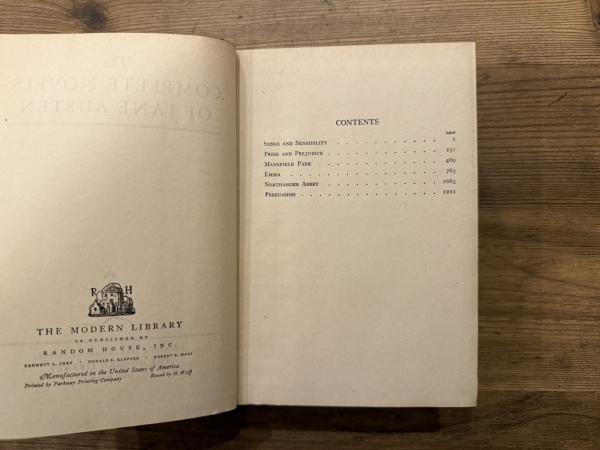 The
COMPLETE NOVELS
OF JANE AUSTEN
R H
THE MODERN LIBRARY
IS PUBLISHED BY
RANDOM HOUSE, INC.
BENNETT A. CERF • DONALD S. KLOPFER • ROBERT K. HAAS
Manufactured in the United States of America
Printed by Parkway Printing Company Bound by H. Wolff
CONTENTS
PAGE
Sense and Sensibility . . . . . . . . . . . 1
Pride and Prejudice . . . . . . . . . . . 231
Mansfield Park . . . . . . . . . . . . 469
Emma . . . . . . . . . . . . . . . 763
Northanger Abbey . . . . . . . . . . . 1063
Persuasion . . . . . . . . . . . . . 1211